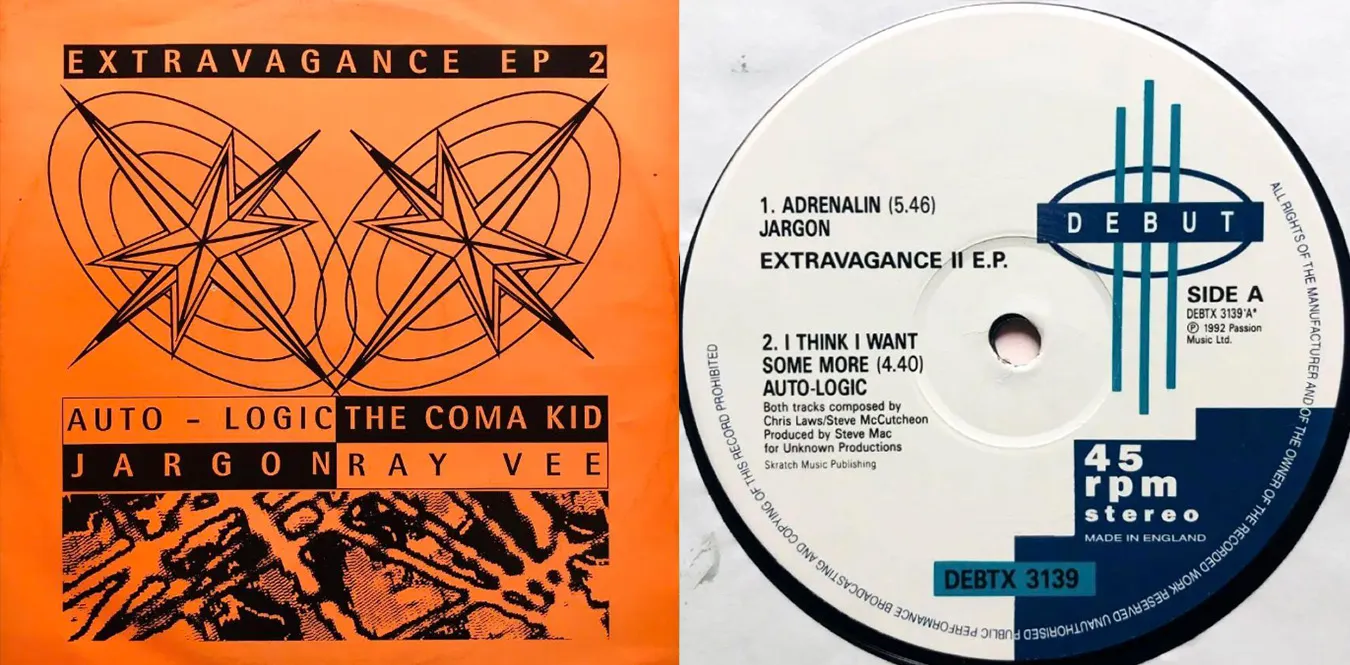 EXTRAVAGANCE EP 2
AUTO - LOGIC THE COMA KID
JARGON RAY VEE
1. ADRENALIN (5.46)
JARGON
EXTRAVAGANCE II E.P.
2. I THINK I WANT
SOME MORE (4.40)
AUTO-LOGIC
Both tracks composed by
Chris Laws/Steve McCutcheon
Produced by Steve Mac
for Unknown Productions
Skratch Music Publishing
DEBUT
SIDE A
DEBTX 3139'A'
℗ 1992 Passion
Music Ltd.
45
rpm
stereo
MADE IN ENGLAND
DEBTX 3139
ALL RIGHTS OF THE MANUFACTURER AND OF THE OWNER OF THE RECORDED WORK RESERVED UNAUTHORISED PUBLIC PERFORMANCE BROADCASTING AND COPYING OF THIS RECORD PROHIBITED